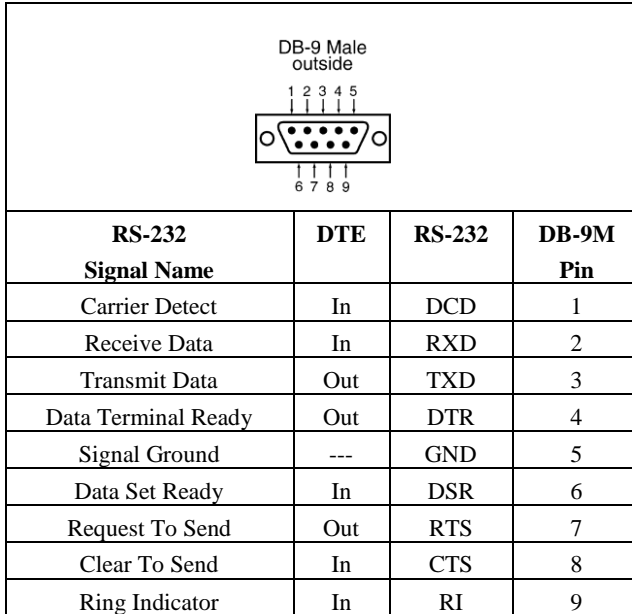 DB-9 Male
outside
1 2 3 4 5
6 7 8 9
RS-232 DTE RS-232 DB-9M
Signal Name Pin
Carrier Detect In DCD 1
Receive Data In RXD 2
Transmit Data Out TXD 3
Data Terminal Ready Out DTR 4
Signal Ground --- GND 5
Data Set Ready In DSR 6
Request To Send Out RTS 7
Clear To Send In CTS 8
Ring Indicator In RI 9